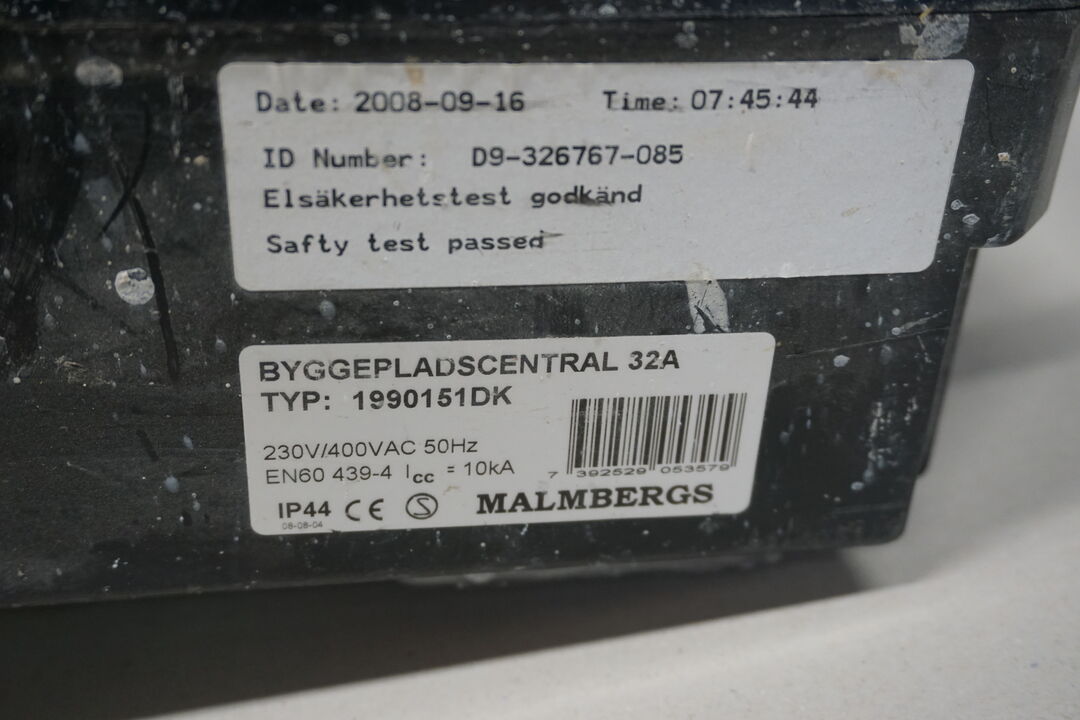 Date: 2008-09-16 Time: 07:45:44
ID Number: D9-326767-085
Elsäkerhetstest godkänd
Safty test passed
BYGGEPLADSCENTRAL 32A
TYP: 1990151DK
230V/400VAC 50Hz
EN60 439-4 Icc = 10kA
7 392529 053579
IP44 CE S MALMBERGS
08-08-04